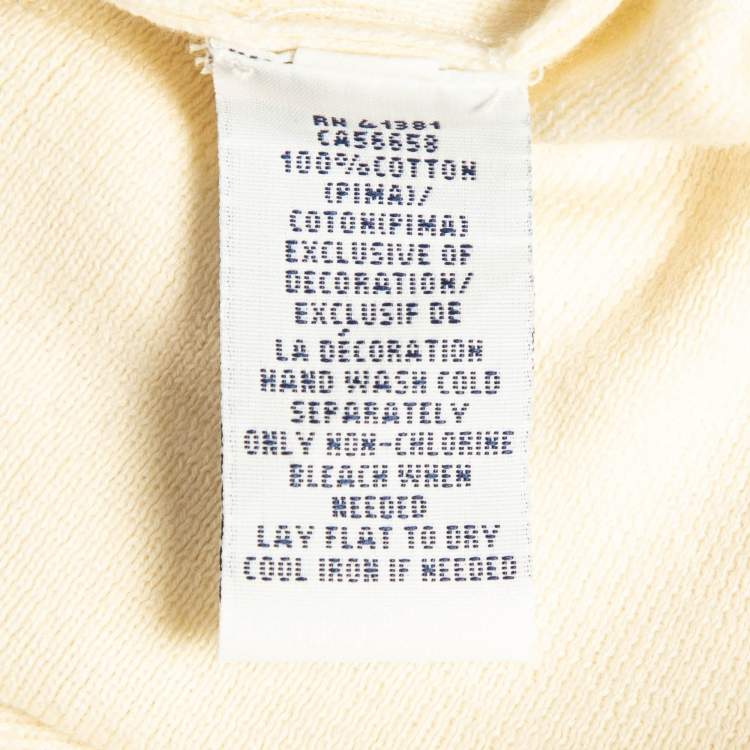 RN 41381
CA56658
100%COTTON
(PIMA)/
COTON(PIMA)
EXCLUSIVE OF
DECORATION/
EXCLUSIF DE
LA DÉCORATION
HAND WASH COLD
SEPARATELY
ONLY NON-CHLORINE
BLEACH WHEN
NEEDED
LAY FLAT TO DRY
COOL IRON IF NEEDED